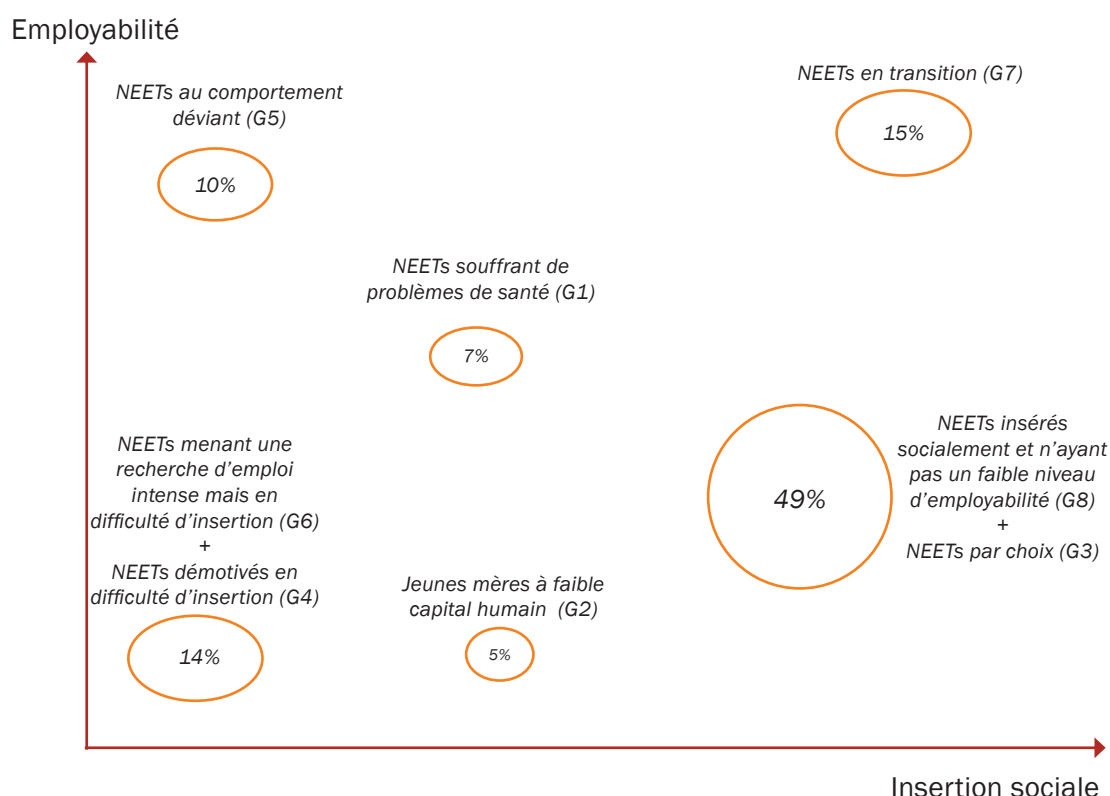 Employabilité
NEETs au comportement
déviant (G5)
10%
NEETs en transition (G7)
15%
NEETs souffrant de
problèmes de santé (G1)
7%
NEETs menant une
recherche d’emploi
intense mais en
difficulté d’insertion (G6)
+
NEETs démotivés en
difficulté d’insertion (G4)
14%
Jeunes mères à faible
capital humain (G2)
5%
49%
NEETs insérés
socialement et n’ayant
pas un faible niveau
d’employabilité (G8)
+
NEETs par choix (G3)
Insertion sociale